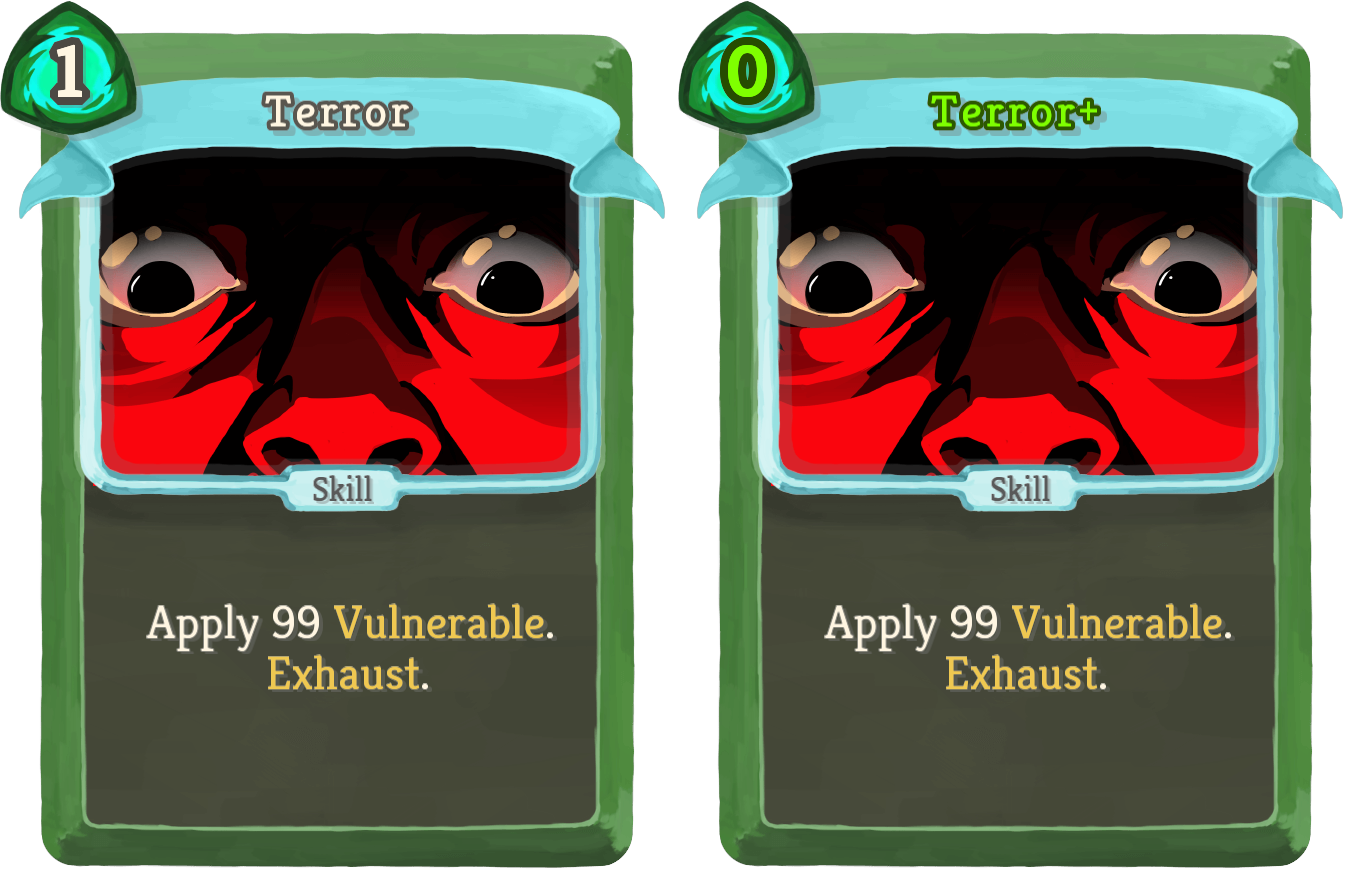 1
Terror
Skill
Apply 99 Vulnerable.
Exhaust.
0
Terror+
Skill
Apply 99 Vulnerable.
Exhaust.